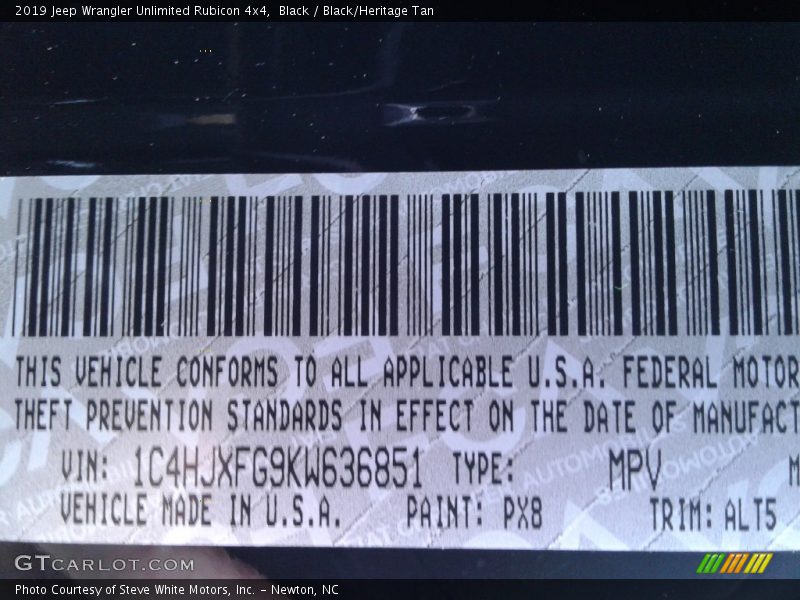 2019 Jeep Wrangler Unlimited Rubicon 4x4, Black / Black/Heritage Tan
THIS VEHICLE CONFORMS TO ALL APPLICABLE U.S.A. FEDERAL MOTOR
THEFT PREVENTION STANDARDS IN EFFECT ON THE DATE OF MANUFACT
VIN: 1C4HJXFG9KW636851 TYPE: MPV M
VEHICLE MADE IN U.S.A. PAINT: PX8 TRIM: ALT5
GTCARLOT.COM
Photo Courtesy of Steve White Motors, Inc. – Newton, NC